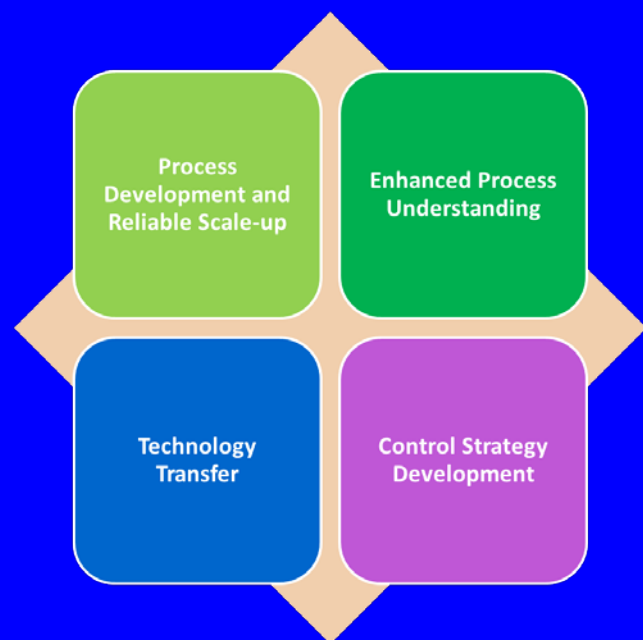 Process
Development and
Reliable Scale-up
Enhanced Process
Understanding
Technology
Transfer
Control Strategy
Development